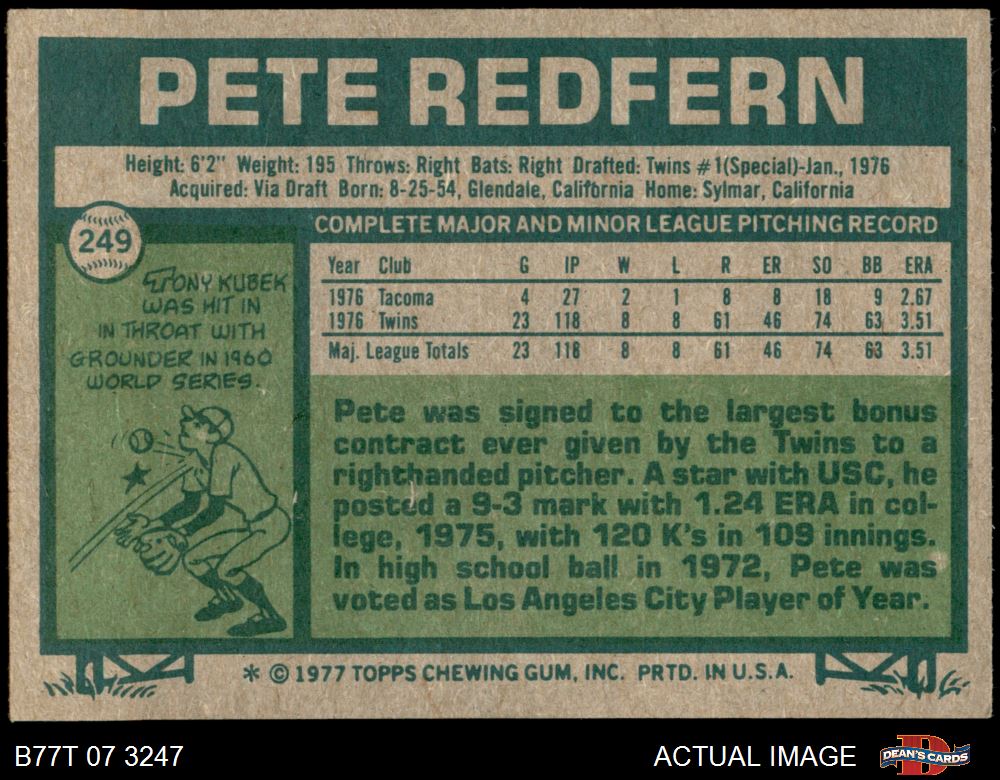 PETE REDFERN
Height: 6'2" Weight: 195 Throws: Right Bats: Right Drafted: Twins #1(Special)-Jan., 1976
Acquired: Via Draft Born: 8-25-54, Glendale, California Home: Sylmar, California
249
COMPLETE MAJOR AND MINOR LEAGUE PITCHING RECORD
Year Club G IP W L R ER SO BB ERA
1976 Tacoma 4 27 2 1 8 8 18 9 2.67
1976 Twins 23 118 8 8 61 46 74 63 3.51
Maj. League Totals 23 118 8 8 61 46 74 63 3.51
TONY KUBEK
WAS HIT IN
IN THROAT WITH
GROUNDER IN 1960
WORLD SERIES.
Pete was signed to the largest bonus
contract ever given by the Twins to a
righthanded pitcher. A star with USC, he
posted a 9-3 mark with 1.24 ERA in col-
lege, 1975, with 120 K's in 109 innings.
In high school ball in 1972, Pete was
voted as Los Angeles City Player of Year.
* © 1977 TOPPS CHEWING GUM, INC. PRTD. IN U.S.A.
B77T 07 3247
ACTUAL IMAGE
D
DEAN'S CARDS